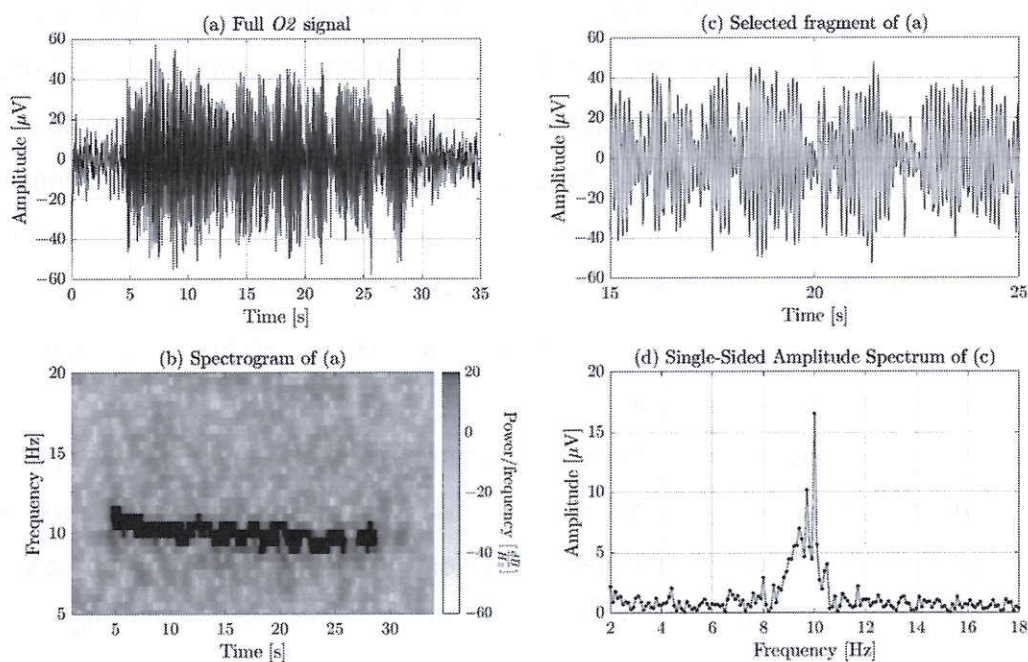 (a) Full O2 signal
60
40
20
0
−20
−40
−60
Amplitude [μV]
0 5 10 15 20 25 30 35
Time [s]
(c) Selected fragment of (a)
60
40
20
0
−20
−40
−60
Amplitude [μV]
15 20 25
Time [s]
(b) Spectrogram of (a)
20
15
10
5
Frequency [Hz]
5 10 15 20 25 30
Time [s]
20
0
−20
−40
−60
Power/frequency [dB/Hz]
(d) Single-Sided Amplitude Spectrum of (c)
20
15
10
5
0
Amplitude [μV]
2 4 6 8 10 12 14 16 18
Frequency [Hz]